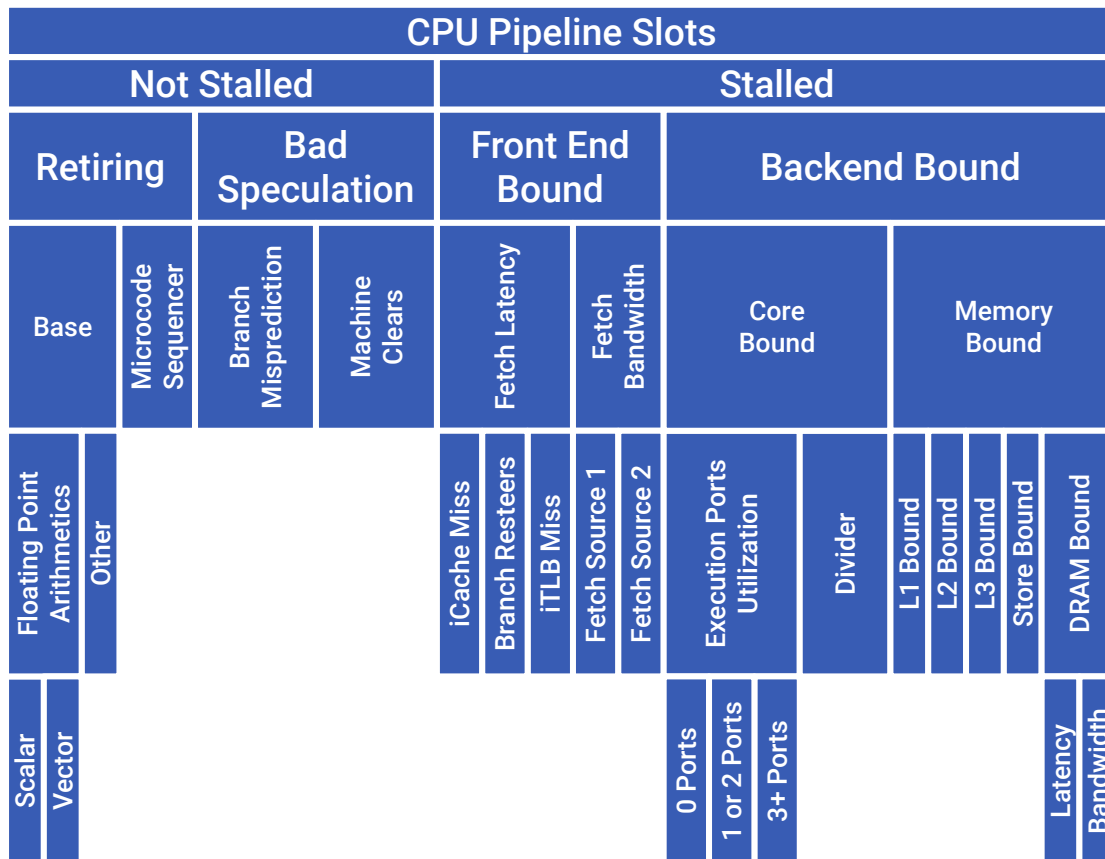 CPU Pipeline Slots
Not Stalled
Stalled
Retiring
Bad
Speculation
Front End
Bound
Backend Bound
Base
Microcode
Sequencer
Branch
Misprediction
Machine
Clears
Fetch Latency
Fetch
Bandwidth
Core
Bound
Memory
Bound
Floating Point
Arithmetics
Other
iCache Miss
Branch Resteers
iTLB Miss
Fetch Source 1
Fetch Source 2
Execution Ports
Utilization
Divider
L1 Bound
L2 Bound
L3 Bound
Store Bound
DRAM Bound
Scalar
Vector
0 Ports
1 or 2 Ports
3+ Ports
Latency
Bandwidth